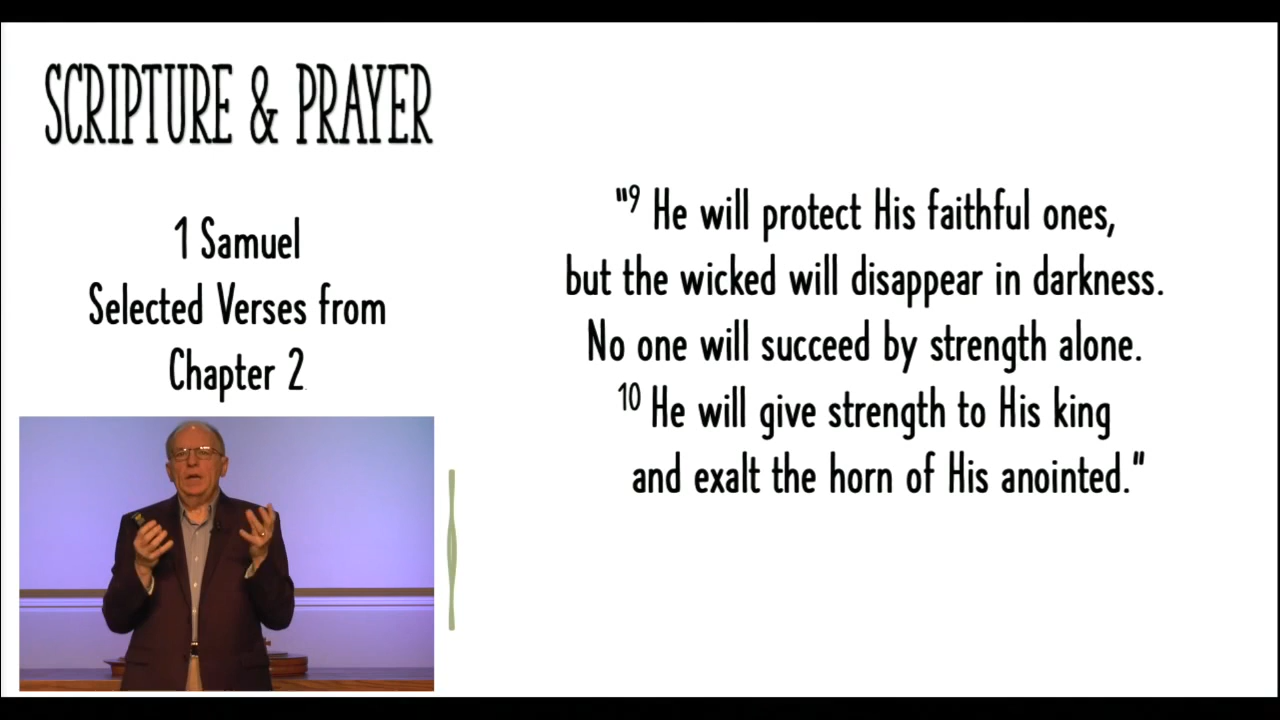 SCRIPTURE & PRAYER
1 Samuel
Selected Verses from
Chapter 2
"9 He will protect His faithful ones,
but the wicked will disappear in darkness.
No one will succeed by strength alone.
10 He will give strength to His king
and exalt the horn of His anointed."